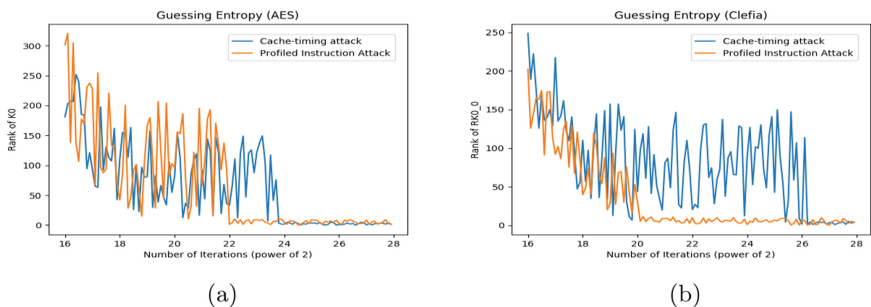 Guessing Entropy (AES)
Cache-timing attack
Profiled Instruction Attack
Rank of K0
300
250
200
150
100
50
0
16
18
20
22
24
26
28
Number of Iterations (power of 2)
(a)
Guessing Entropy (Clefia)
Cache-timing attack
Profiled Instruction Attack
Rank of RK0_0
250
200
150
100
50
0
16
18
20
22
24
26
28
Number of Iterations (power of 2)
(b)